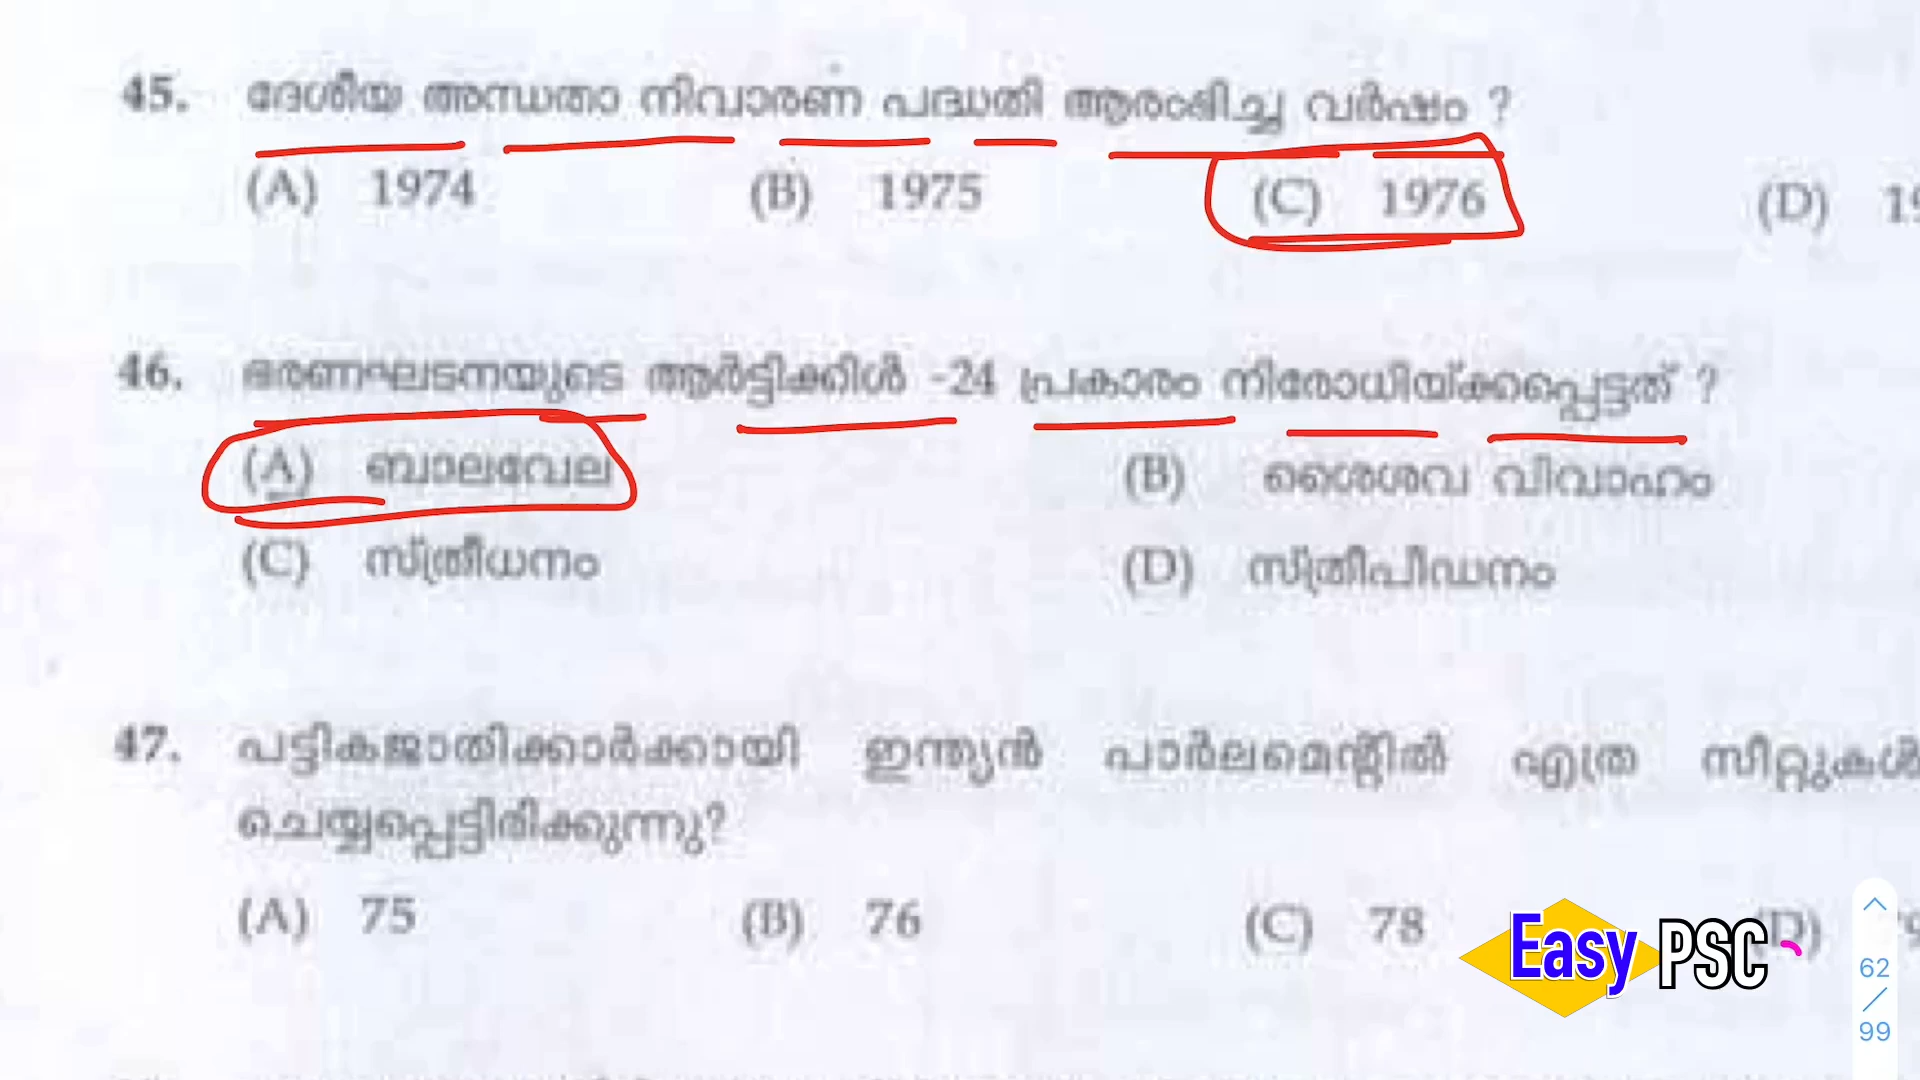 45. ദേശീയ അന്ധതാ നിവാരണ പദ്ധതി ആരംഭിച്ച വർഷം ?
(A) 1974 (B) 1975 (C) 1976 (D)
46. ഭരണഘടനയുടെ ആർട്ടിക്കിൾ -24 പ്രകാരം നിരോധിയ്ക്കപ്പെട്ടത് ?
(A) ബാലവേല (B) ശൈശവ വിവാഹം
(C) സ്ത്രീധനം (D) സ്ത്രീപീഡനം
47. പട്ടികജാതിക്കാർക്കായി ഇന്ത്യൻ പാർലമെന്റിൽ എത്ര സീറ്റുകൾ
ചെയ്യപ്പെട്ടിരിക്കുന്നു?
(A) 75 (B) 76 (C) 78 (D)
Easy PSC
62
/
99